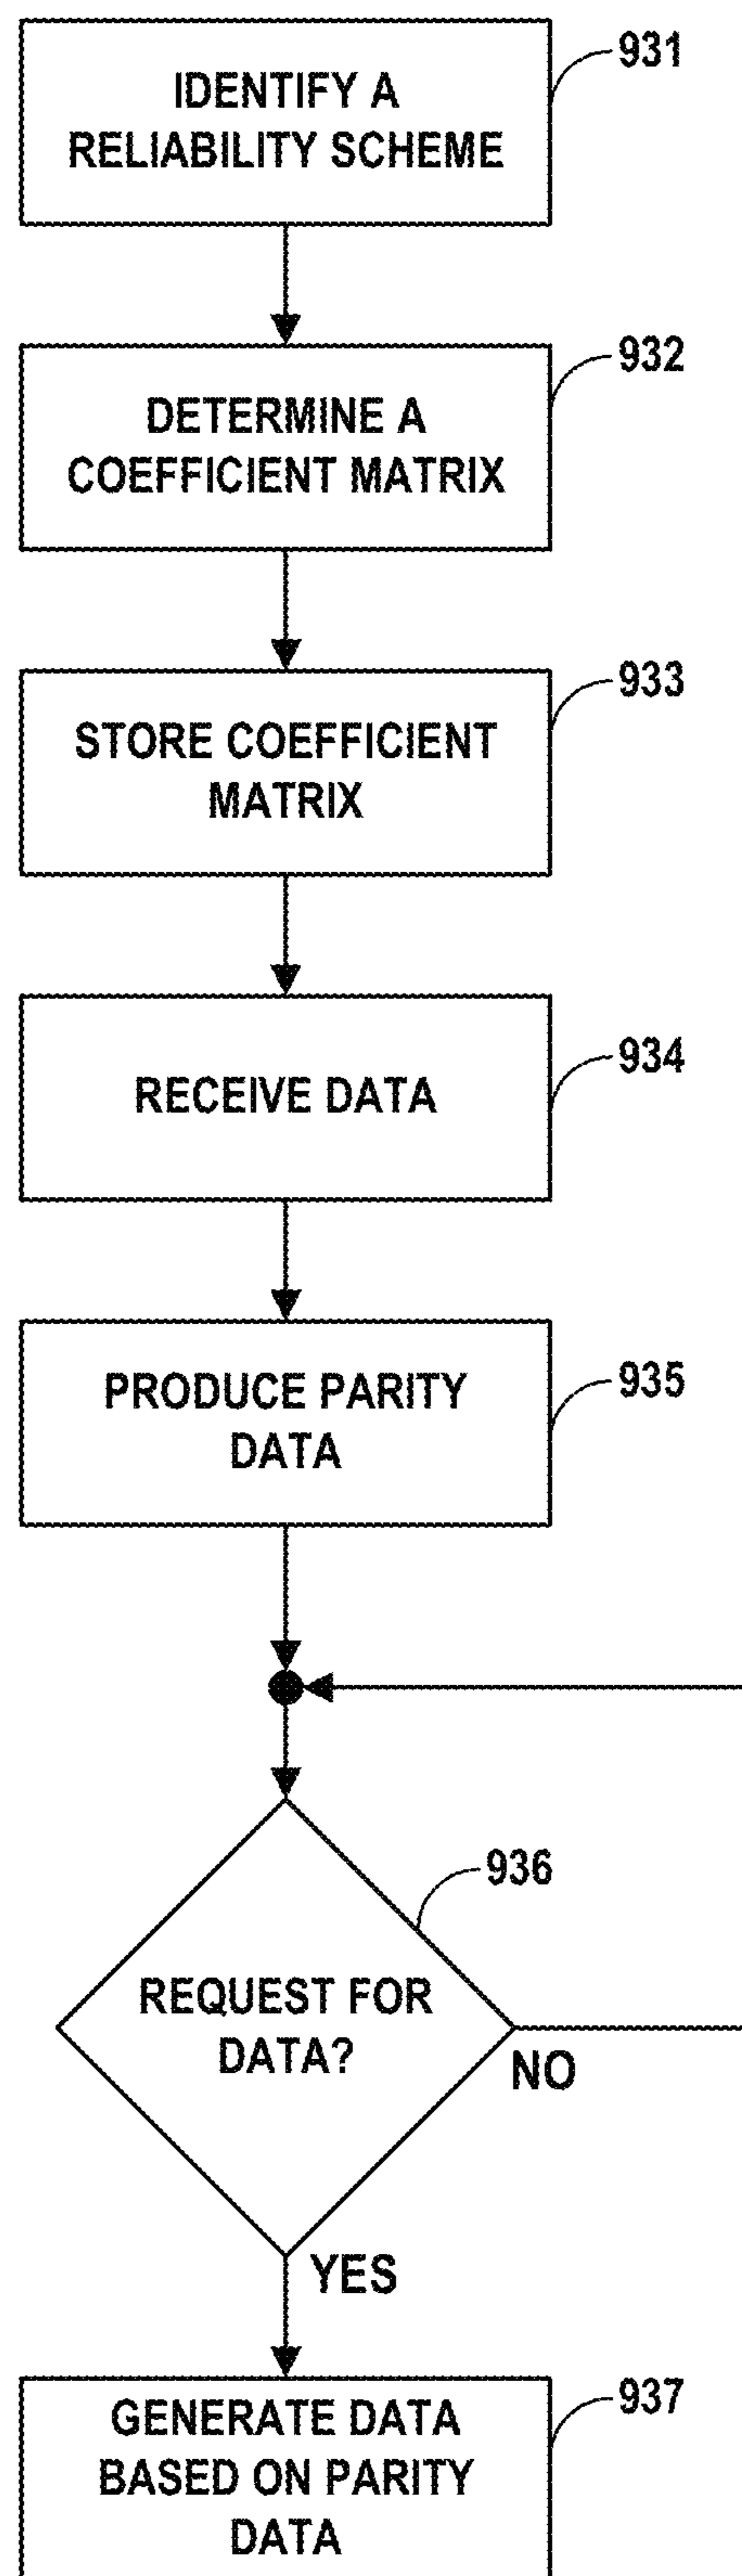 931
IDENTIFY A
RELIABILITY SCHEME
932
DETERMINE A
COEFFICIENT MATRIX
933
STORE COEFFICIENT
MATRIX
934
RECEIVE DATA
935
PRODUCE PARITY
DATA
936
REQUEST FOR
DATA?
NO
YES
937
GENERATE DATA
BASED ON PARITY
DATA